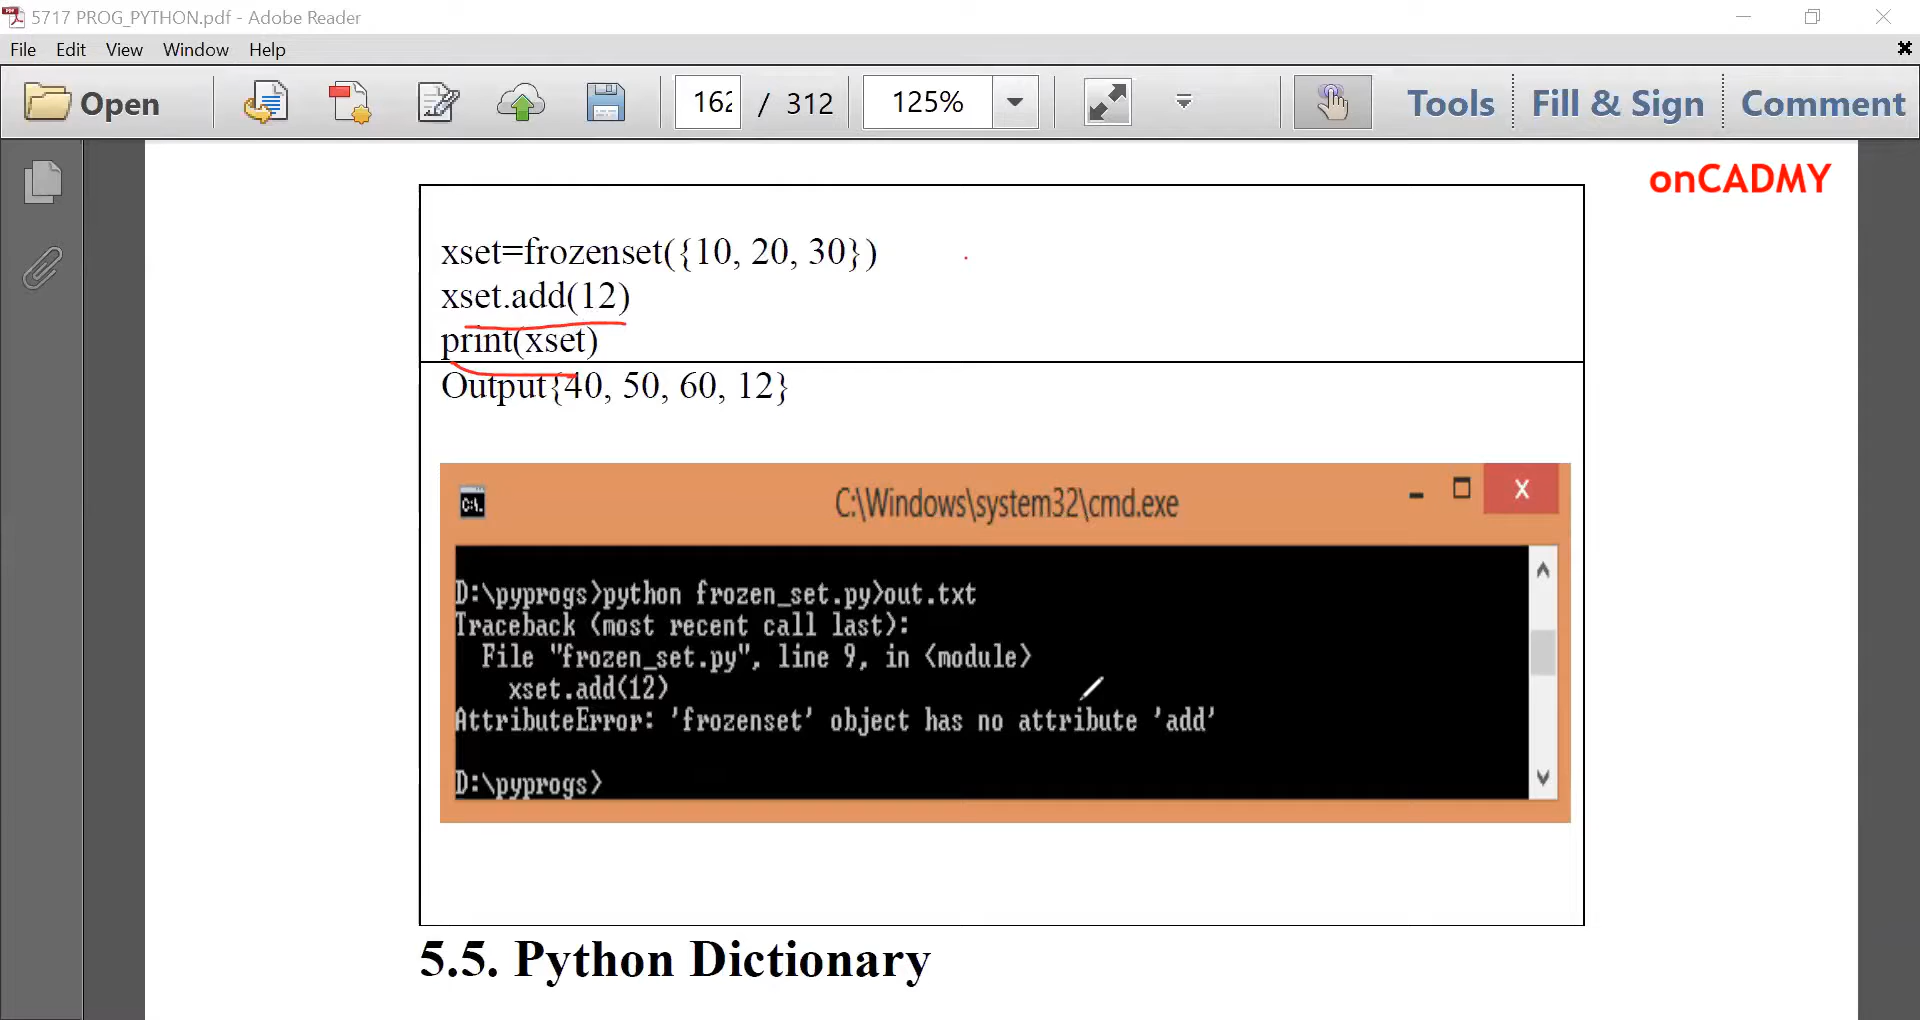 5717 PROG_PYTHON.pdf - Adobe Reader
File Edit View Window Help
Open 162 / 312 125% Tools Fill & Sign Comment
onCADMY
xset=frozenset({10, 20, 30})
xset.add(12)
print(xset)
Output{40, 50, 60, 12}
C:\. C:\Windows\system32\cmd.exe
D:\pyprogs>python frozen_set.py>out.txt
Traceback (most recent call last):
File "frozen_set.py", line 9, in <module>
xset.add(12)
AttributeError: 'frozenset' object has no attribute 'add'
D:\pyprogs>
5.5. Python Dictionary